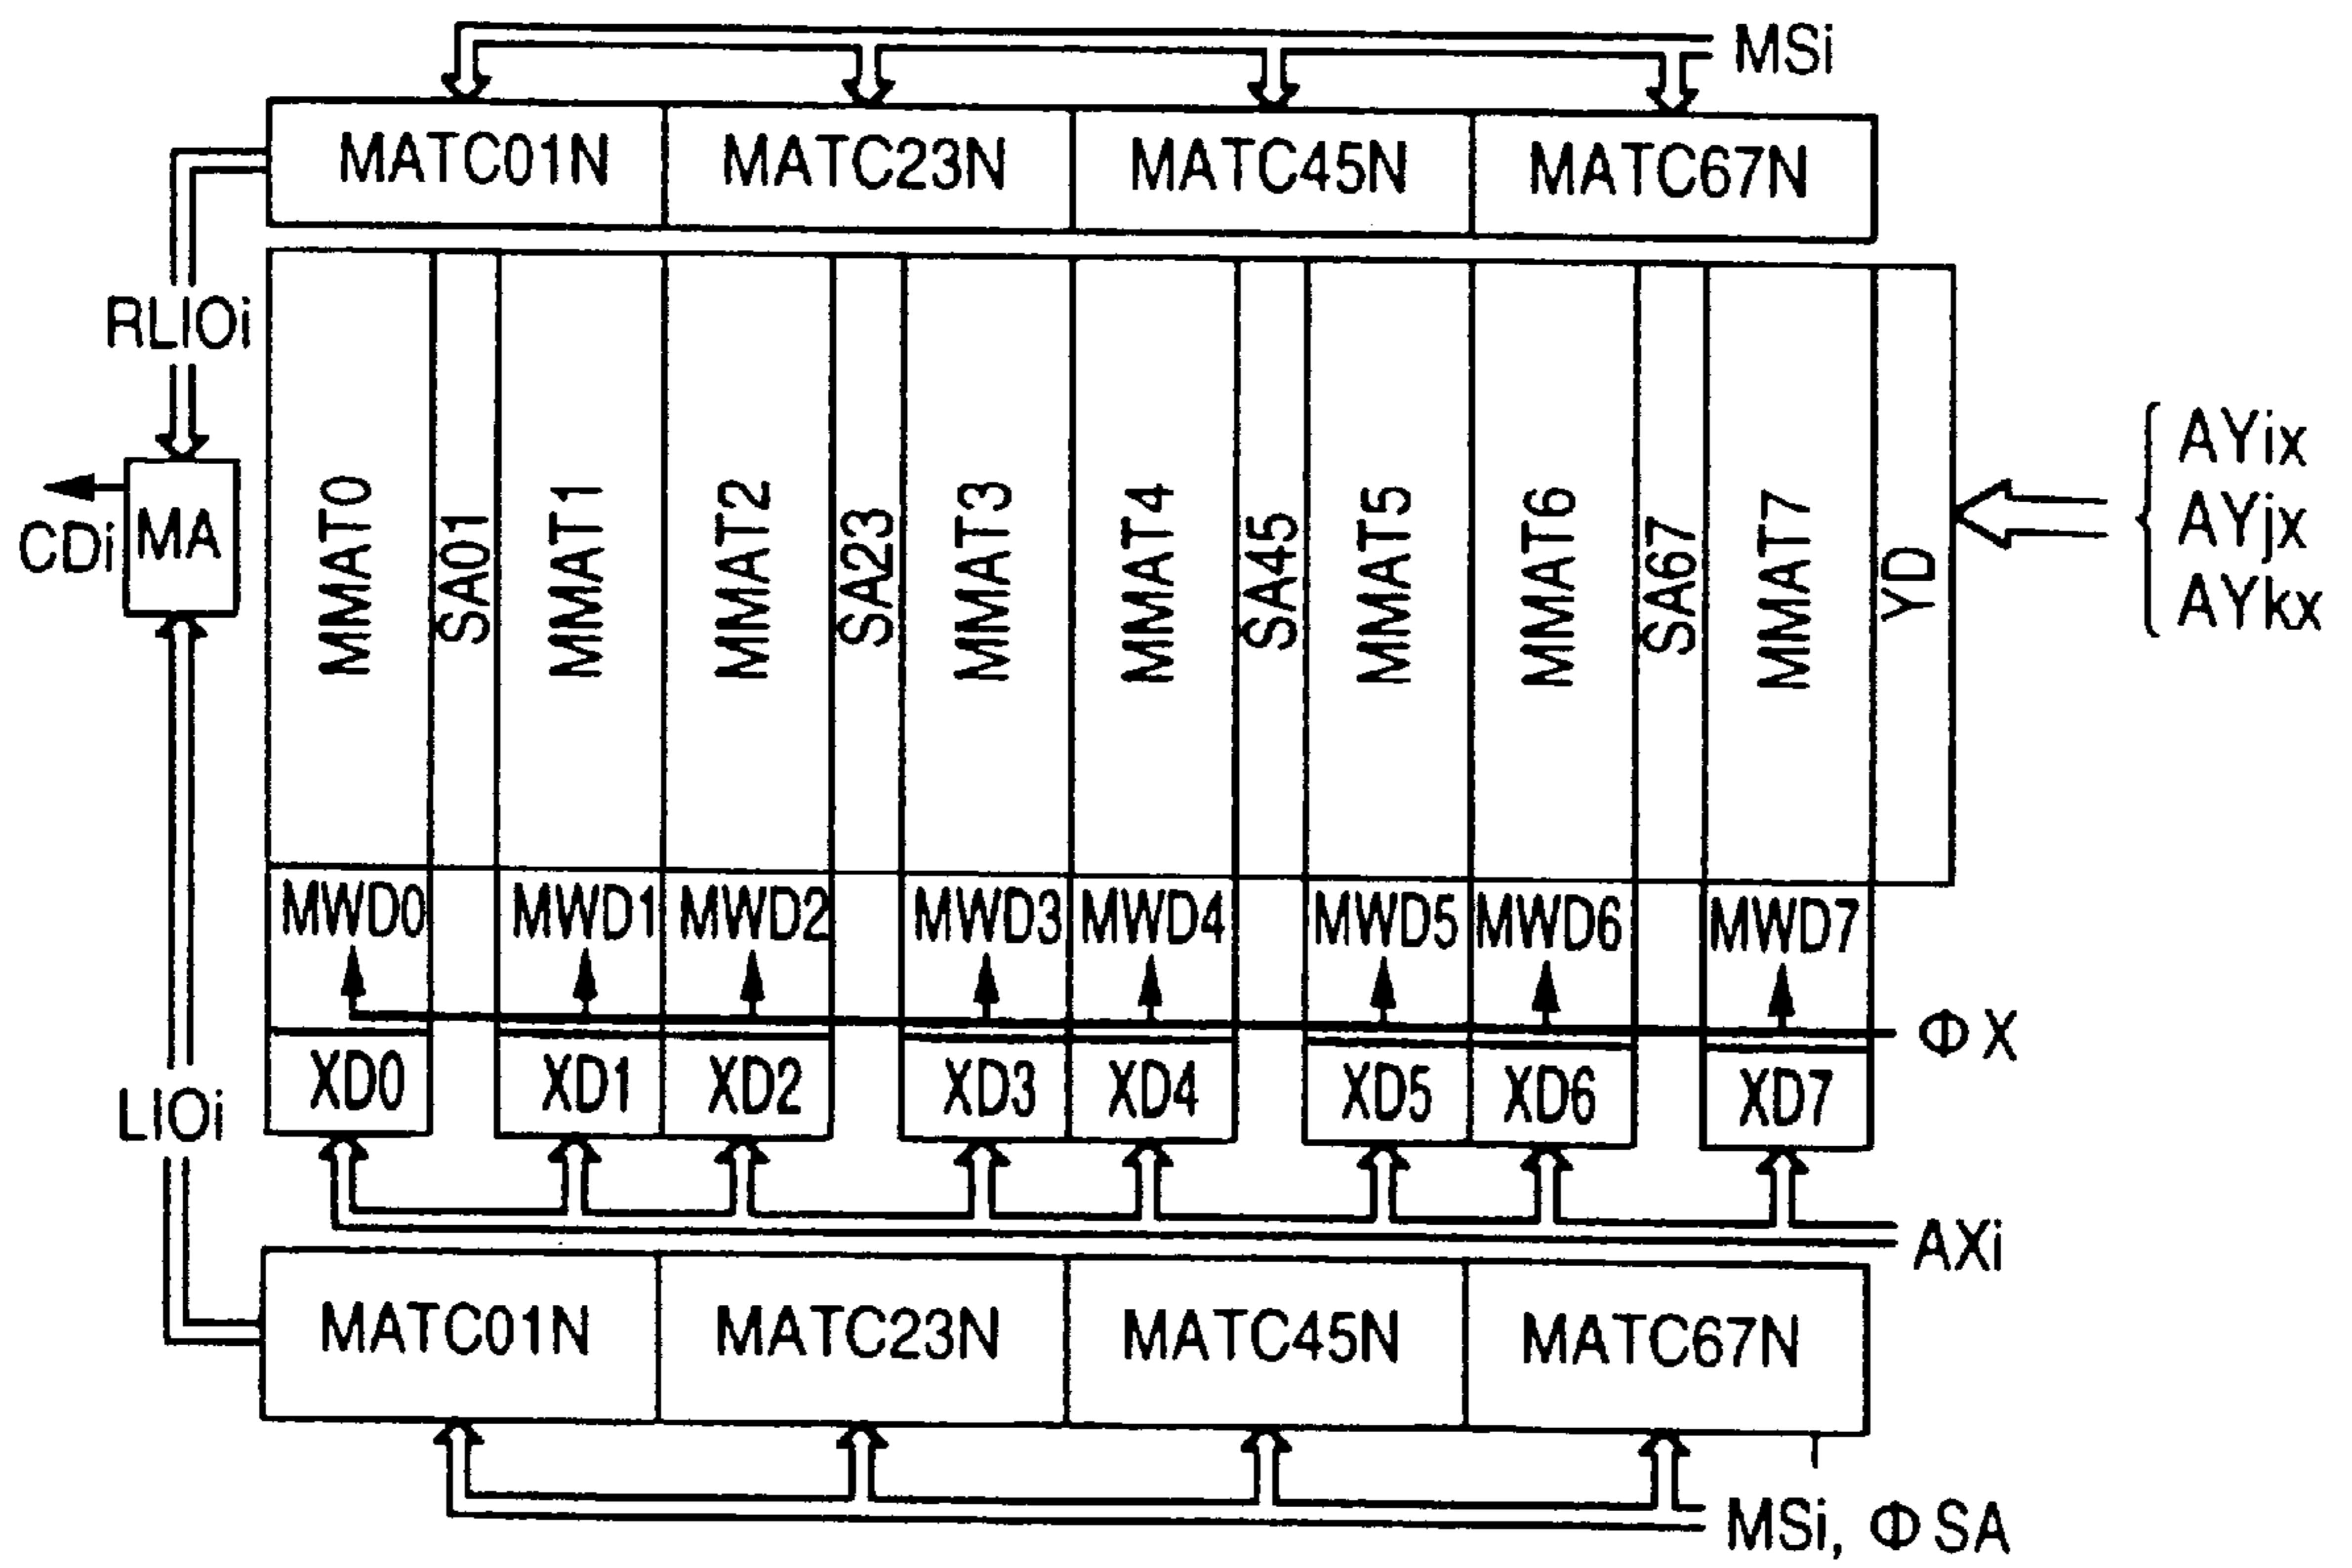 MSi
MATC01N MATC23N MATC45N MATC67N
RLIOi
MMAT0 SA01 MMAT1 MMAT2 SA23 MMAT3 MMAT4 SA45 MMAT5 MMAT6 SA67 MMAT7 YD
AYix
AYjx
AYkx
CDi MA
MWD0 MWD1 MWD2 MWD3 MWD4 MWD5 MWD6 MWD7
ΦX
XD0 XD1 XD2 XD3 XD4 XD5 XD6 XD7
LIOi
AXi
MATC01N MATC23N MATC45N MATC67N
MSi, ΦSA